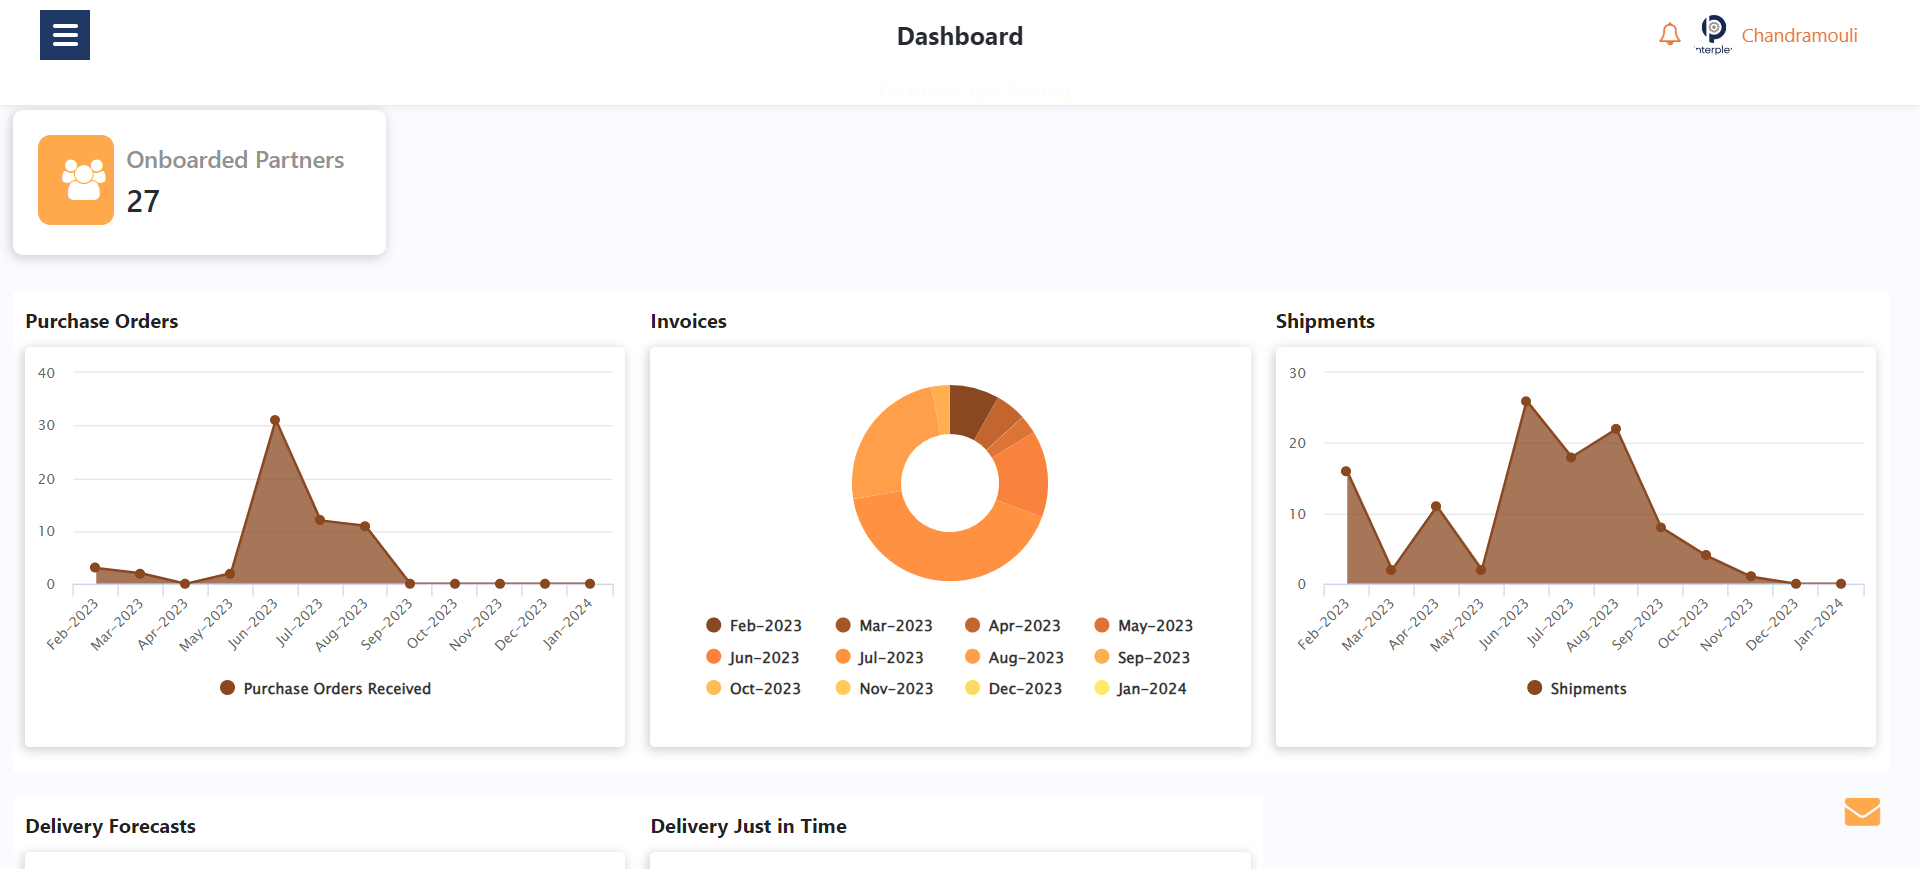 Dashboard
Chandramouli
Onboarded Partners
27
Purchase Orders
Invoices
Shipments
40
30
20
10
0
Feb-2023
Mar-2023
Apr-2023
May-2023
Jun-2023
Jul-2023
Aug-2023
Sep-2023
Oct-2023
Nov-2023
Dec-2023
Jan-2024
Purchase Orders Received
Feb-2023 Mar-2023 Apr-2023 May-2023
Jun-2023 Jul-2023 Aug-2023 Sep-2023
Oct-2023 Nov-2023 Dec-2023 Jan-2024
30
20
10
0
Feb-2023
Mar-2023
Apr-2023
May-2023
Jun-2023
Jul-2023
Aug-2023
Sep-2023
Oct-2023
Nov-2023
Dec-2023
Jan-2024
Shipments
Delivery Forecasts
Delivery Just in Time